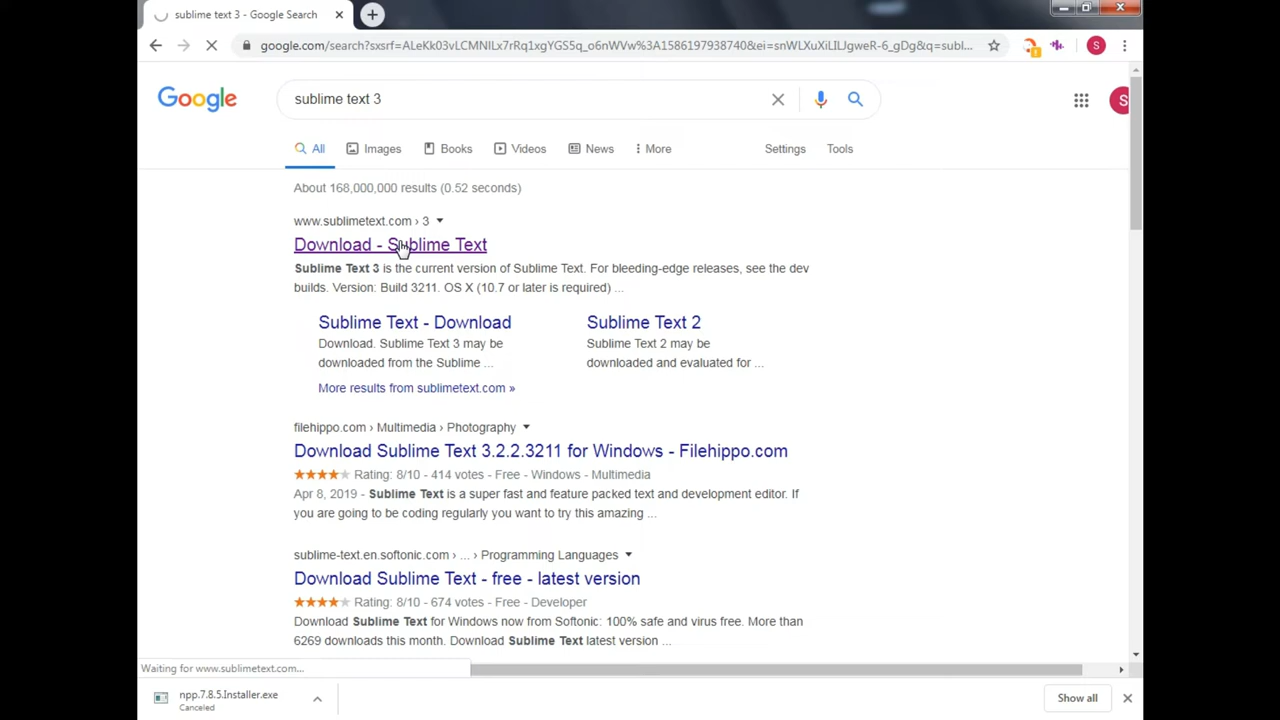 sublime text 3 - Google Search
google.com/search?sxsrf=ALeKk03vLCMNILx7rRq1xgYGS5q_o6nWVw%3A1586197938740&ei=snWLXuXiLILJgweR-6_gDg&q=subl...
S
Google
sublime text 3
S
All
Images
Books
Videos
News
More
Settings
Tools
About 168,000,000 results (0.52 seconds)
www.sublimetext.com › 3
Download - Sublime Text
Sublime Text 3 is the current version of Sublime Text. For bleeding-edge releases, see the dev
builds. Version: Build 3211. OS X (10.7 or later is required) ...
Sublime Text - Download
Download. Sublime Text 3 may be
downloaded from the Sublime ...
Sublime Text 2
Sublime Text 2 may be
downloaded and evaluated for ...
More results from sublimetext.com »
filehippo.com › Multimedia › Photography
Download Sublime Text 3.2.2.3211 for Windows - Filehippo.com
Rating: 8/10 - 414 votes - Free - Windows - Multimedia
Apr 8, 2019 - Sublime Text is a super fast and feature packed text and development editor. If
you are going to be coding regularly you want to try this amazing ...
sublime-text.en.softonic.com › ... › Programming Languages
Download Sublime Text - free - latest version
Rating: 8/10 - 674 votes - Free - Developer
Download Sublime Text for Windows now from Softonic: 100% safe and virus free. More than
6269 downloads this month. Download Sublime Text latest version ...
Waiting for www.sublimetext.com...
npp.7.8.5.Installer.exe
Canceled
Show all